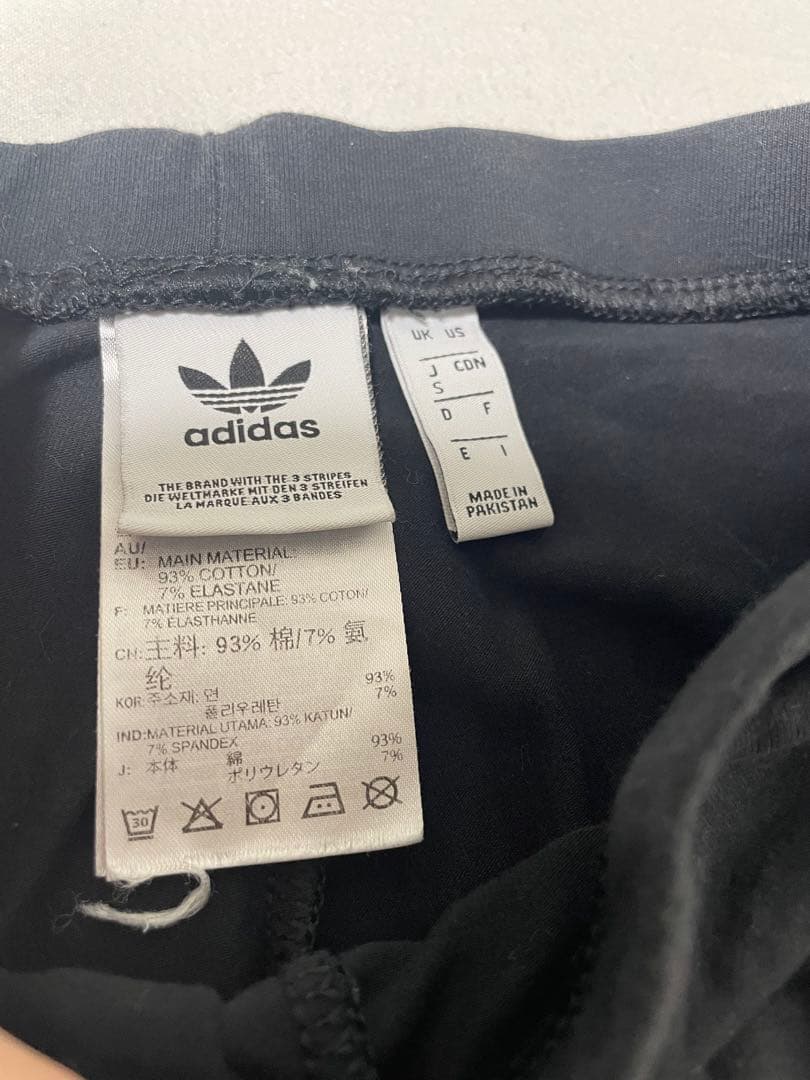 adidas
THE BRAND WITH THE 3 STRIPES
DIE WELTMARKE MIT DEN 3 STREIFEN
LA MARQUE AUX 3 BANDES
AU/
EU: MAIN MATERIAL:
93% COTTON/
7% ELASTANE
F: MATIERE PRINCIPALE: 93% COTON/
7% ÉLASTHANNE
CH: 主料: 93% 棉/7% 氨
纶
KOR: 주소재: 면 93%
폴리우레탄 7%
IND: MATERIAL UTAMA: 93% KATUN/
7% SPANDEX
J: 本体 綿 93%
ポリウレタン 7%
30
UK US
J CDN
S
D F
E I
MADE IN
PAKISTAN